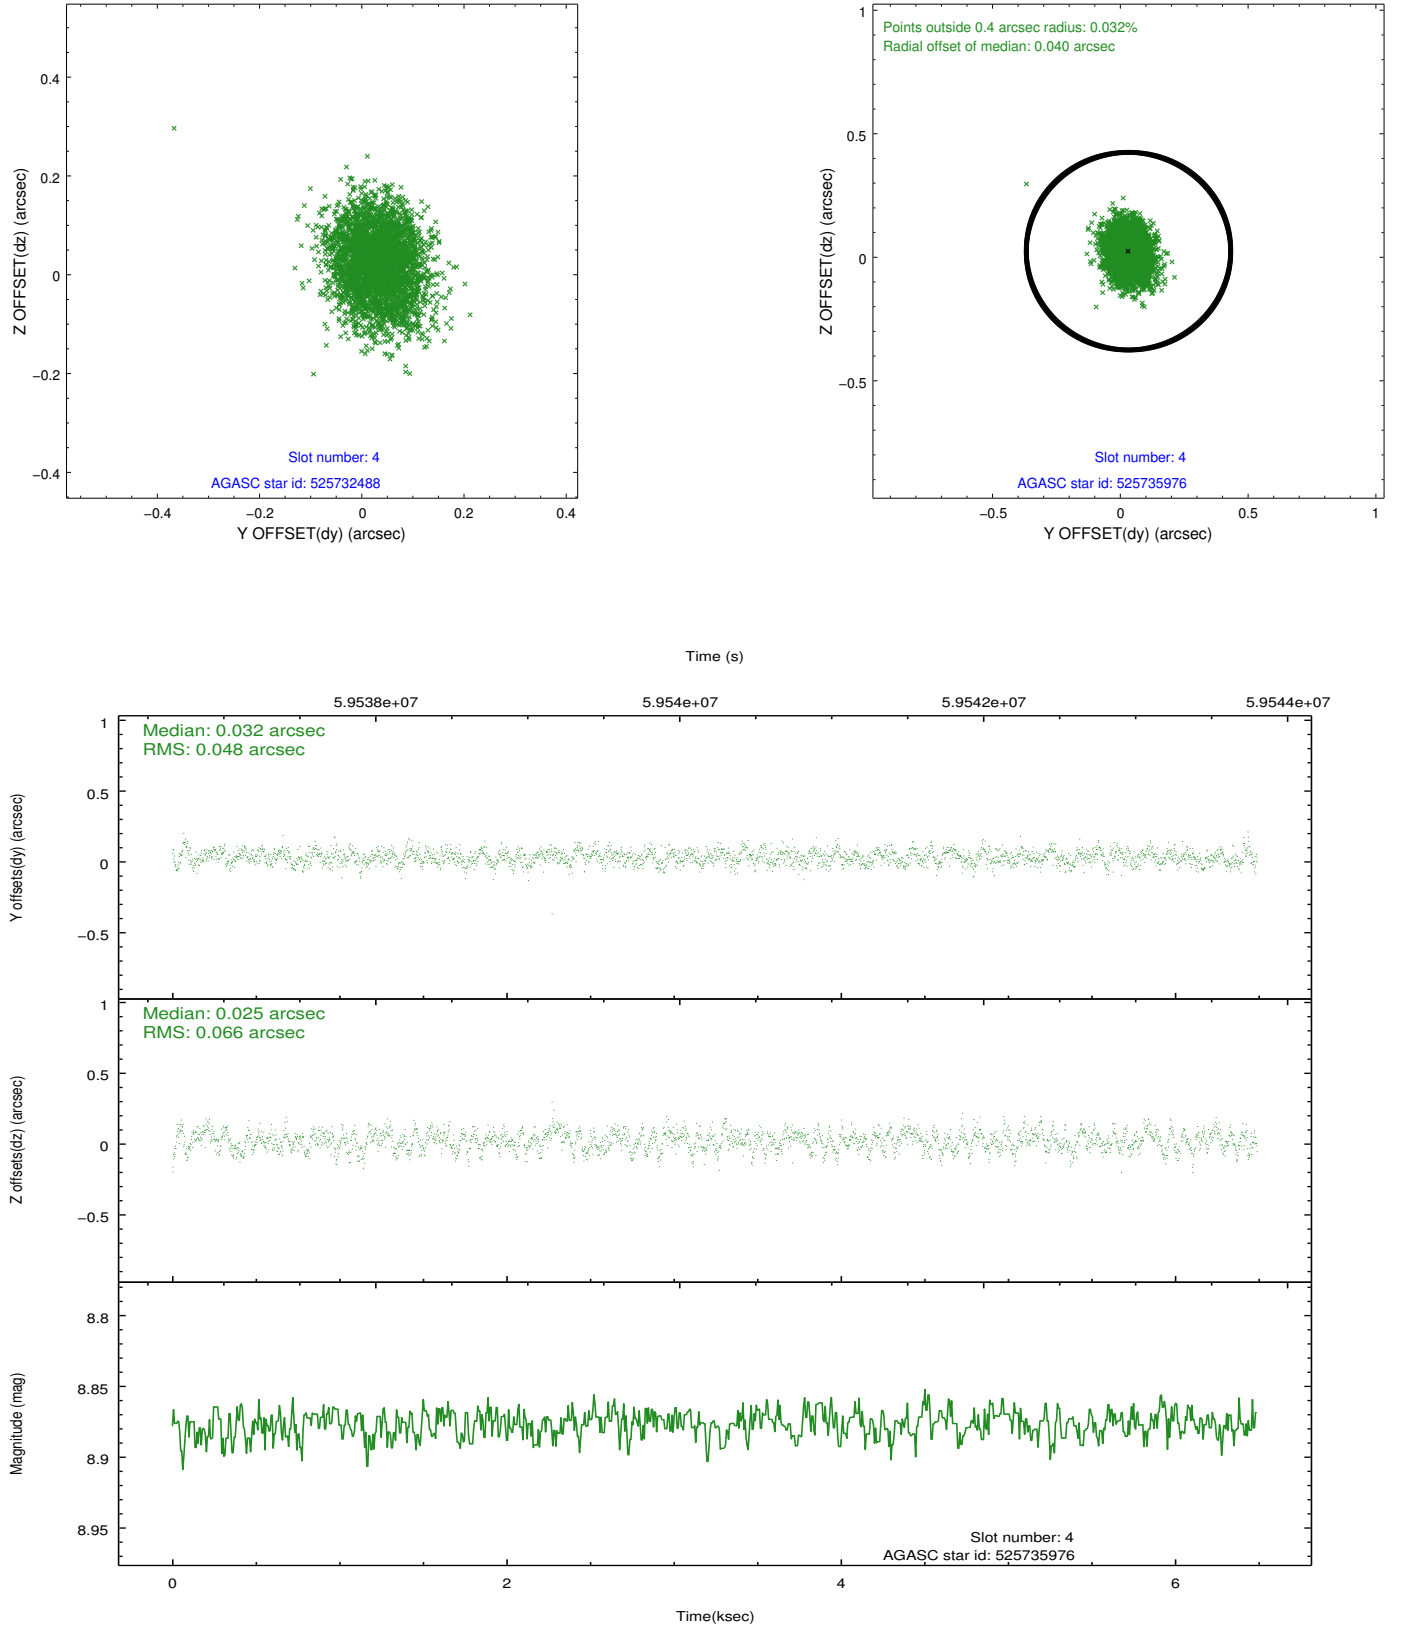 0.4
0.2
0
−0.2
−0.4
Z OFFSET(dz) (arcsec)
Slot number: 4
AGASC star id: 525732488
−0.4 −0.2 0 0.2 0.4
Y OFFSET(dy) (arcsec)
Points outside 0.4 arcsec radius: 0.032%
Radial offset of median: 0.040 arcsec
1
0.5
0
−0.5
Z OFFSET(dz) (arcsec)
Slot number: 4
AGASC star id: 525735976
−0.5 0 0.5 1
Y OFFSET(dy) (arcsec)
Time (s)
5.9538e+07 5.954e+07 5.9542e+07 5.9544e+07
Median: 0.032 arcsec
RMS: 0.048 arcsec
1
0.5
0
−0.5
Y offsets(dy) (arcsec)
Median: 0.025 arcsec
RMS: 0.066 arcsec
1
0.5
0
−0.5
Z offsets(dz) (arcsec)
8.8
8.85
8.9
8.95
Magnitude (mag)
Slot number: 4
AGASC star id: 525735976
0 2 4 6
Time(ksec)